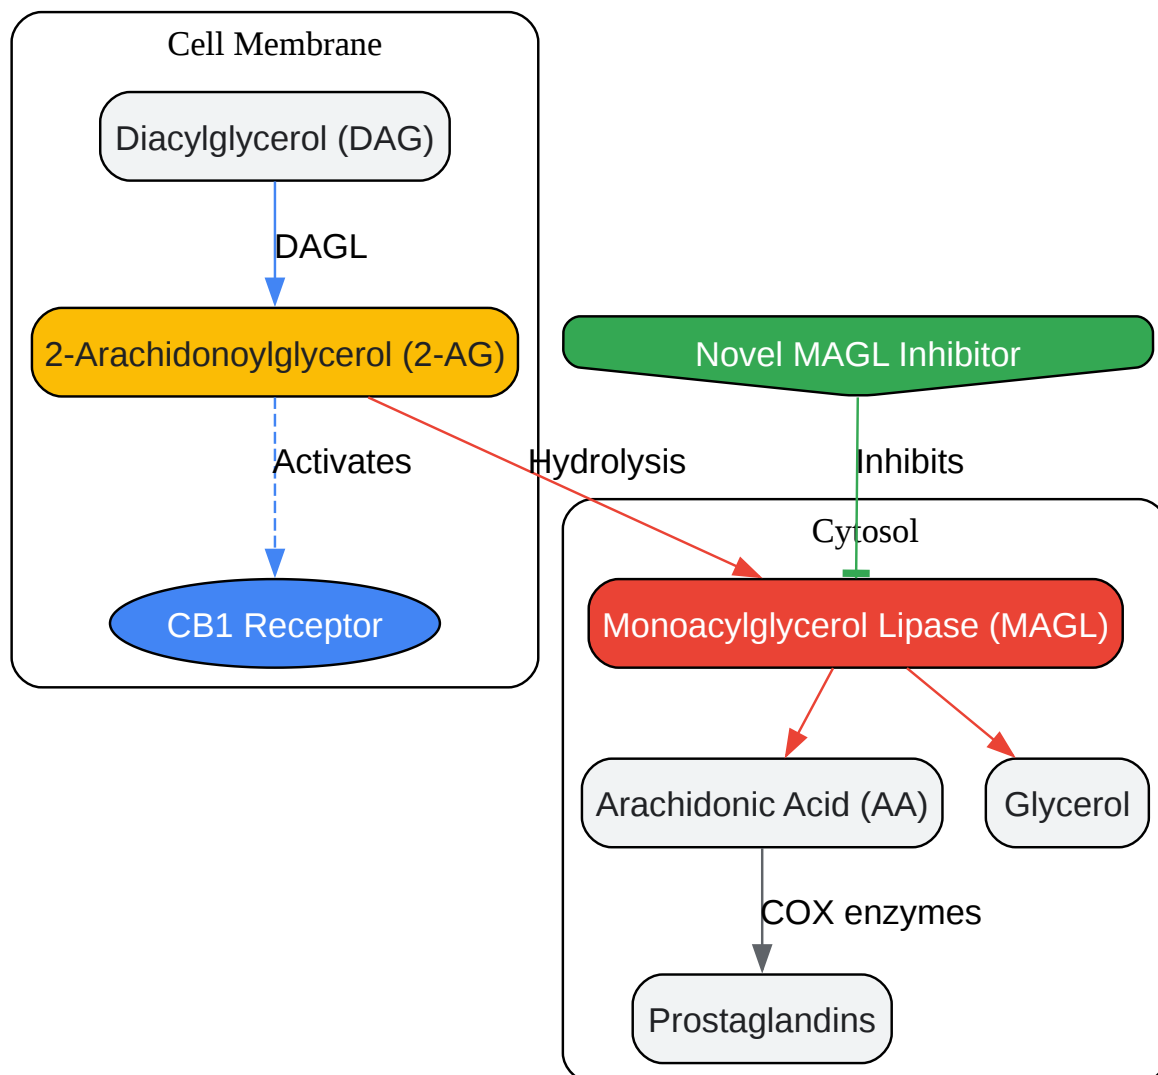 Cell Membrane
Diacylglycerol (DAG)
DAGL
2-Arachidonoylglycerol (2-AG)
Novel MAGL Inhibitor
Activates
Hydrolysis
Inhibits
Cytosol
CB1 Receptor
Monoacylglycerol Lipase (MAGL)
Arachidonic Acid (AA)
Glycerol
COX enzymes
Prostaglandins